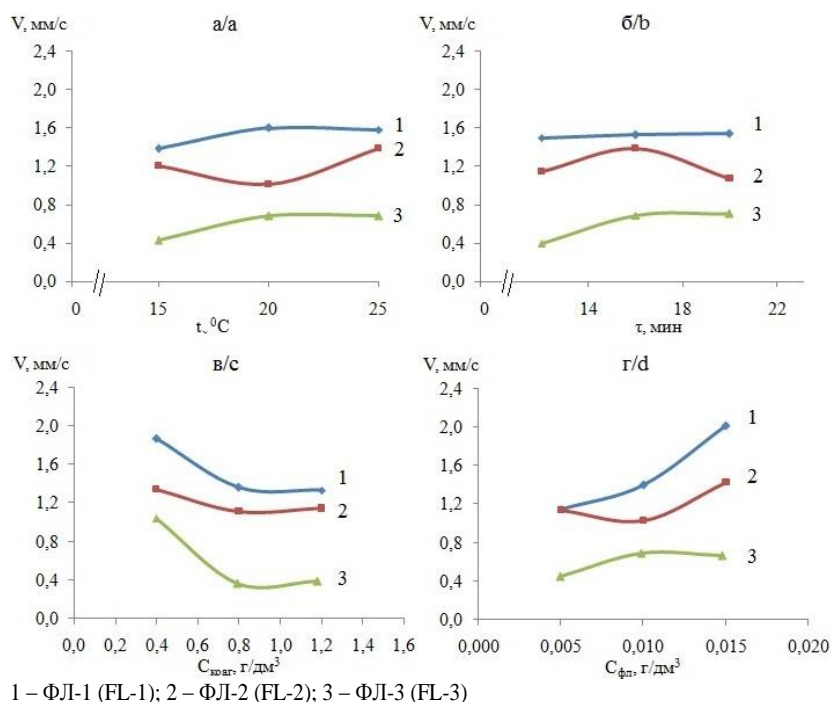 V, мм/с
а/a
2,4
2,0
1,6
1,2
0,8
0,4
0,0
1
2
3
0 15 20 25
t, ⁰C
V, мм/с
б/b
2,4
2,0
1,6
1,2
0,8
0,4
0,0
1
2
3
0 14 18 22
τ, мин
V, мм/с
в/c
2,4
2,0
1,6
1,2
0,8
0,4
0,0
1
2
3
0,0 0,2 0,4 0,6 0,8 1,0 1,2 1,4 1,6
Cкоаг, г/дм³
V, мм/с
г/d
2,4
2,0
1,6
1,2
0,8
0,4
0,0
1
2
3
0,000 0,005 0,010 0,015 0,020
Cфл, г/дм³
1 – ФЛ-1 (FL-1); 2 – ФЛ-2 (FL-2); 3 – ФЛ-3 (FL-3)